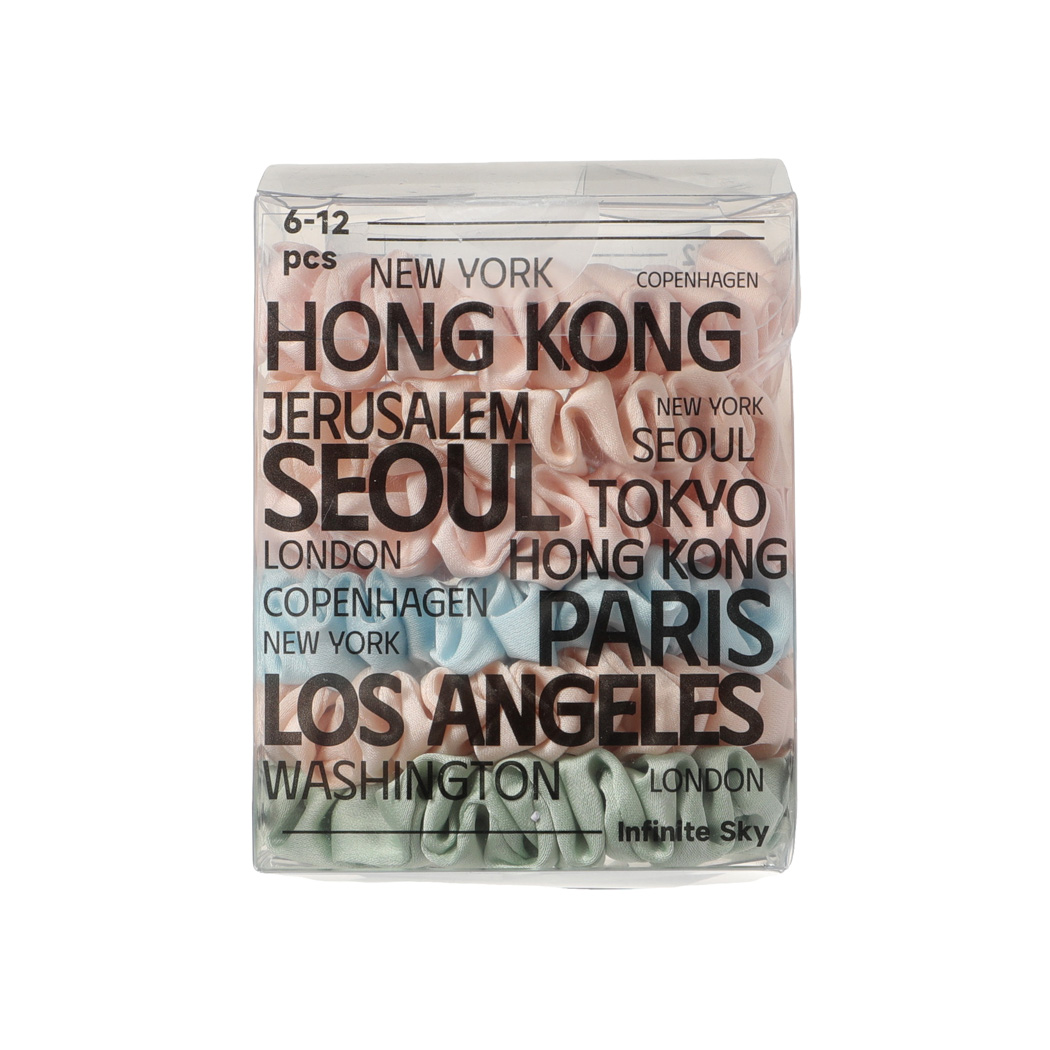 6-12
pcs
NEW YORK
COPENHAGEN
HONG KONG
JERUSALEM
NEW YORK
SEOUL
SEOUL
TOKYO
LONDON
HONG KONG
COPENHAGEN
PARIS
NEW YORK
LOS ANGELES
WASHINGTON
LONDON
Infinite Sky